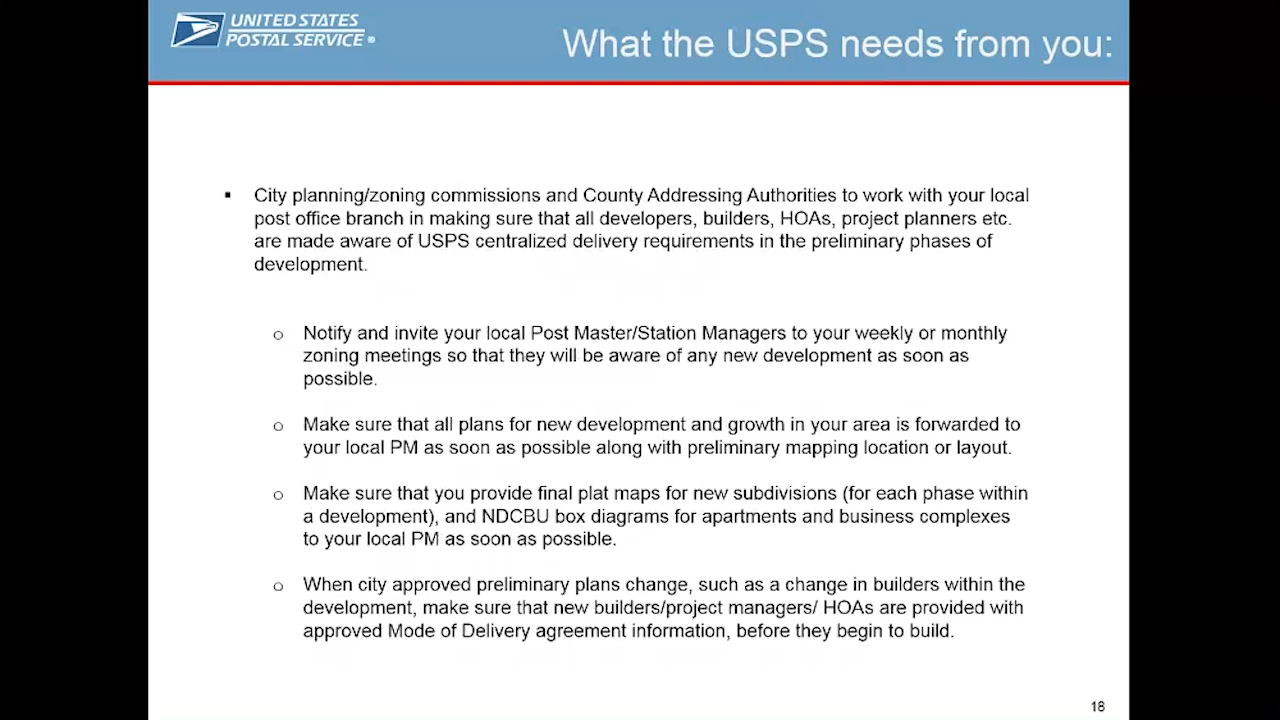 UNITED STATES
POSTAL SERVICE®
What the USPS needs from you:
▪ City planning/zoning commissions and County Addressing Authorities to work with your local
post office branch in making sure that all developers, builders, HOAs, project planners etc.
are made aware of USPS centralized delivery requirements in the preliminary phases of
development.
o Notify and invite your local Post Master/Station Managers to your weekly or monthly
zoning meetings so that they will be aware of any new development as soon as
possible.
o Make sure that all plans for new development and growth in your area is forwarded to
your local PM as soon as possible along with preliminary mapping location or layout.
o Make sure that you provide final plat maps for new subdivisions (for each phase within
a development), and NDCBU box diagrams for apartments and business complexes
to your local PM as soon as possible.
o When city approved preliminary plans change, such as a change in builders within the
development, make sure that new builders/project managers/ HOAs are provided with
approved Mode of Delivery agreement information, before they begin to build.
18